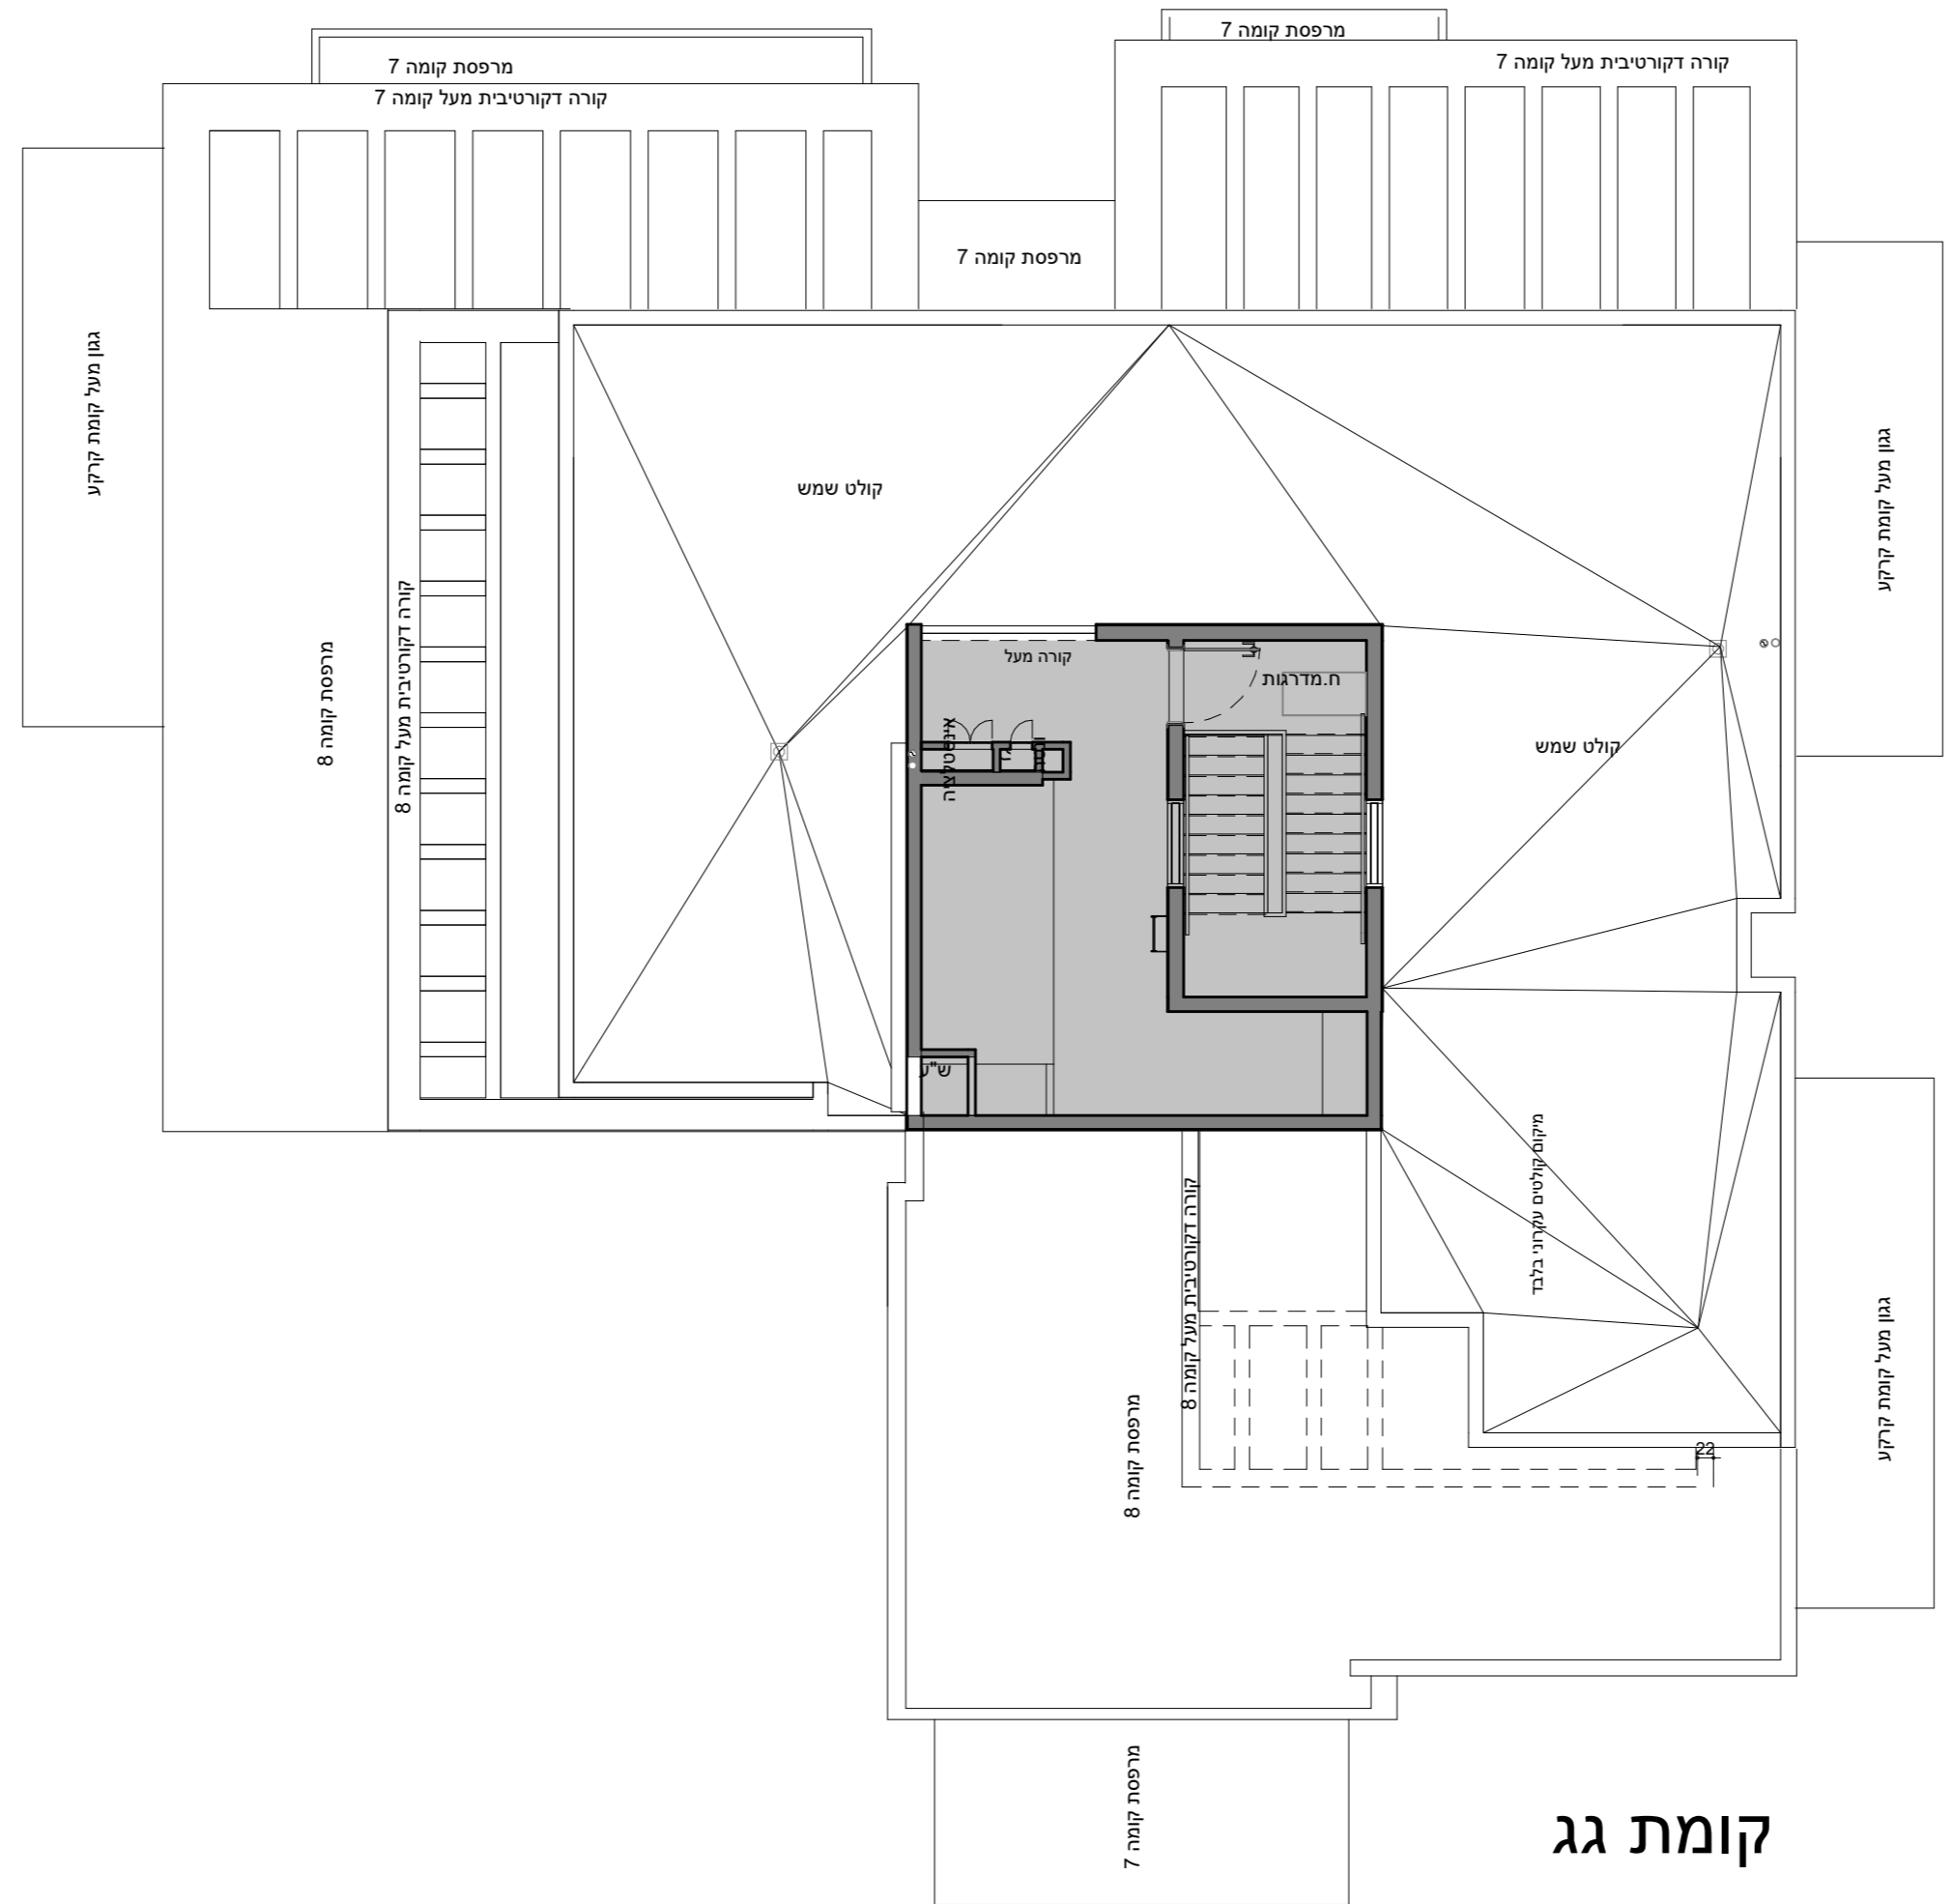 מרפסת קומה 7
קורה דקורטיבית מעל קומה 7
מרפסת קומה 7
קורה דקורטיבית מעל קומה 7
מרפסת קומה 7
גגון מעל קומת קרקע
גגון מעל קומת קרקע
קולט שמש
קורה מעל
ח.מדרגות
קולט שמש
אינסטלציה
מרפסת קומה 8
קורה דקורטיבית מעל קומה 8
ש"ע
מיקום קולטים עקרוני בלבד
קורה דקורטיבית מעל קומה 8
מרפסת קומה 8
גגון מעל קומת קרקע
22
מרפסת קומה 7
קומת גג